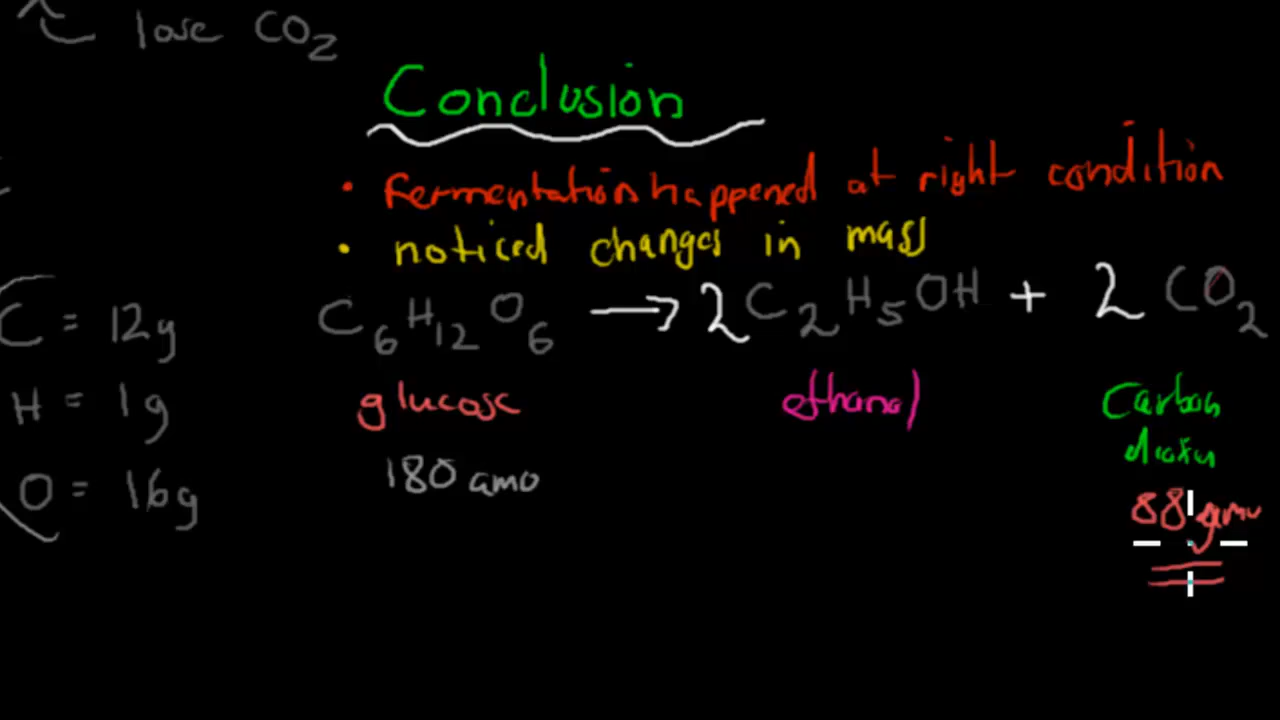 lose CO2
Conclusion
• Fermentation happened at right condition
• noticed changes in mass
C = 12g
C6H12O6 → 2C2H5OH + 2CO2
H = 1g
glucose
ethanol
Carbon
O = 16g
180 amu
88 amu